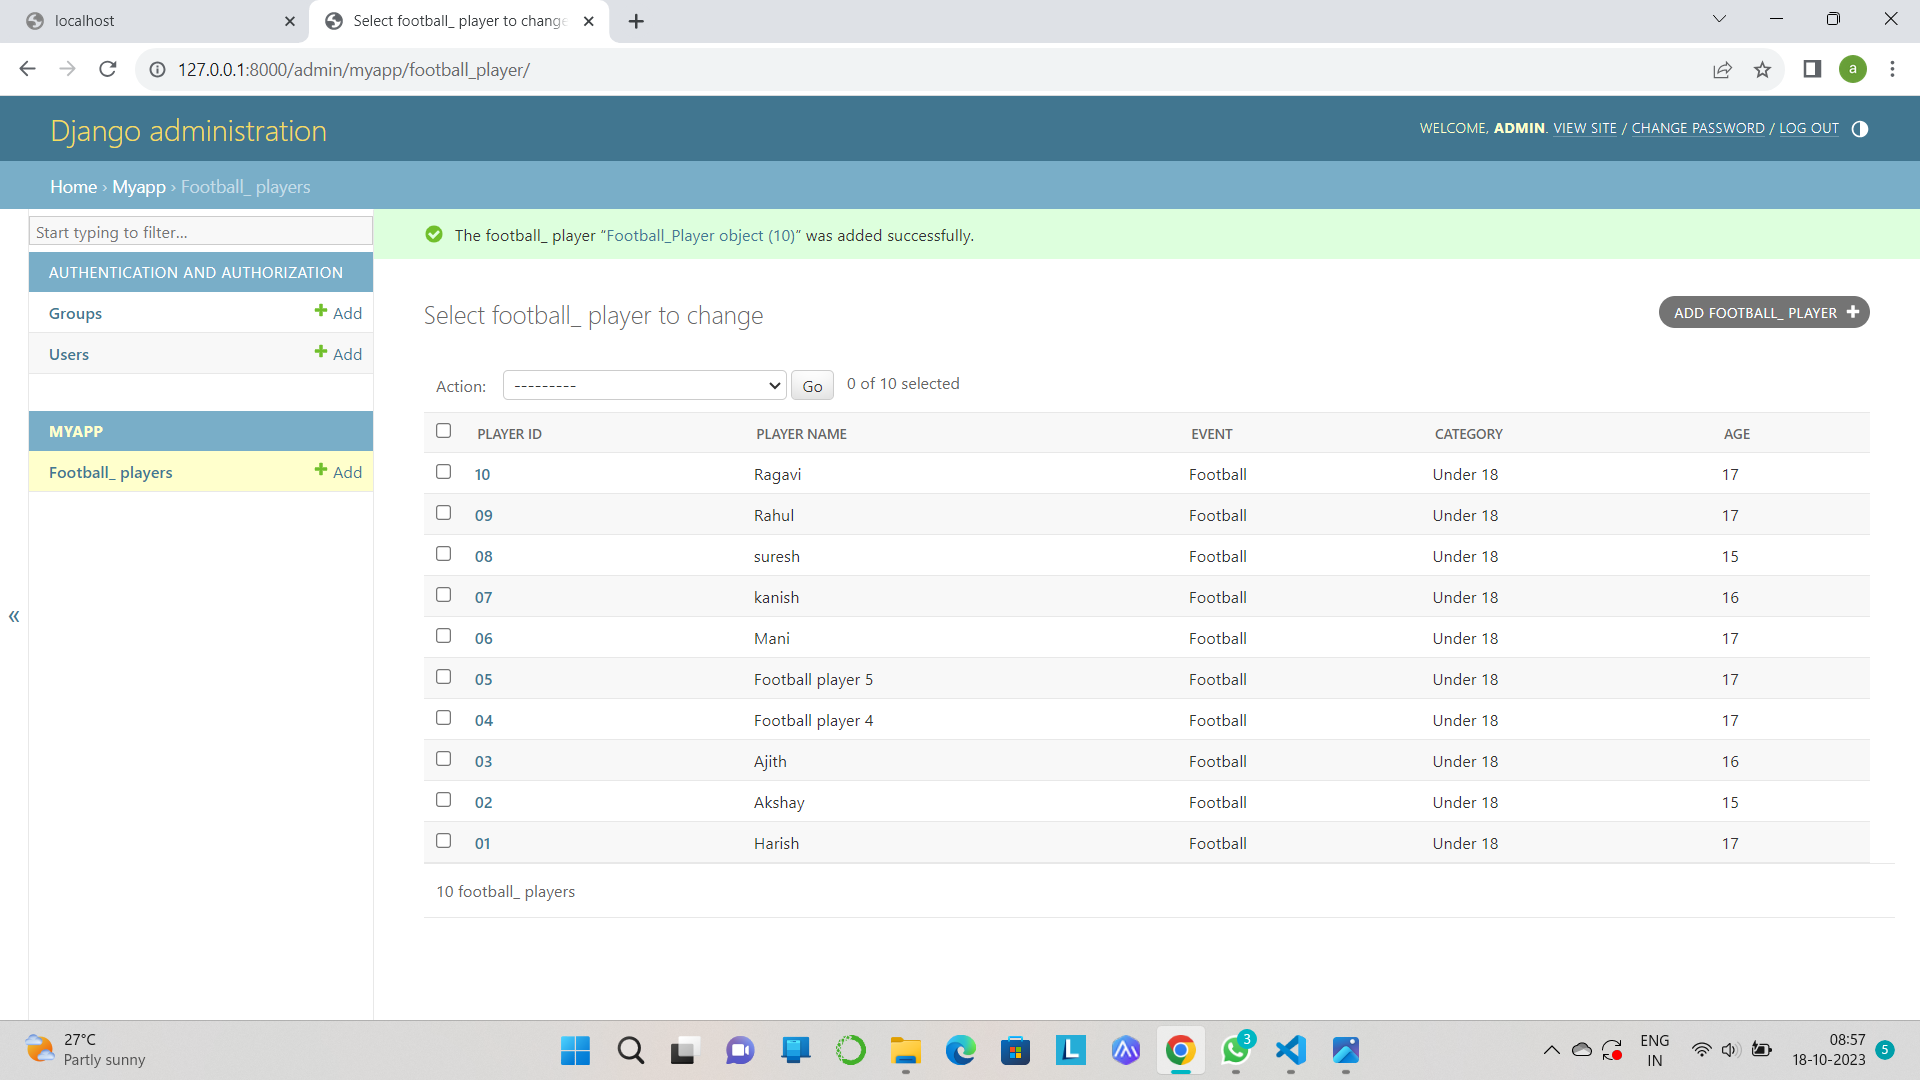 localhost
Select football_ player to change
127.0.0.1:8000/admin/myapp/football_player/
a
Django administration
WELCOME, ADMIN. VIEW SITE / CHANGE PASSWORD / LOG OUT
Home › Myapp › Football_ players
Start typing to filter...
The football_ player “Football_Player object (10)” was added successfully.
AUTHENTICATION AND AUTHORIZATION
Groups + Add
Users + Add
MYAPP
Football_ players + Add
«
Select football_ player to change
ADD FOOTBALL_ PLAYER +
Action: --------- Go 0 of 10 selected
PLAYER ID PLAYER NAME EVENT CATEGORY AGE
10 Ragavi Football Under 18 17
09 Rahul Football Under 18 17
08 suresh Football Under 18 15
07 kanish Football Under 18 16
06 Mani Football Under 18 17
05 Football player 5 Football Under 18 17
04 Football player 4 Football Under 18 17
03 Ajith Football Under 18 16
02 Akshay Football Under 18 15
01 Harish Football Under 18 17
10 football_ players
27°C
Partly sunny
L
3
ENG
IN
08:57
18-10-2023
5